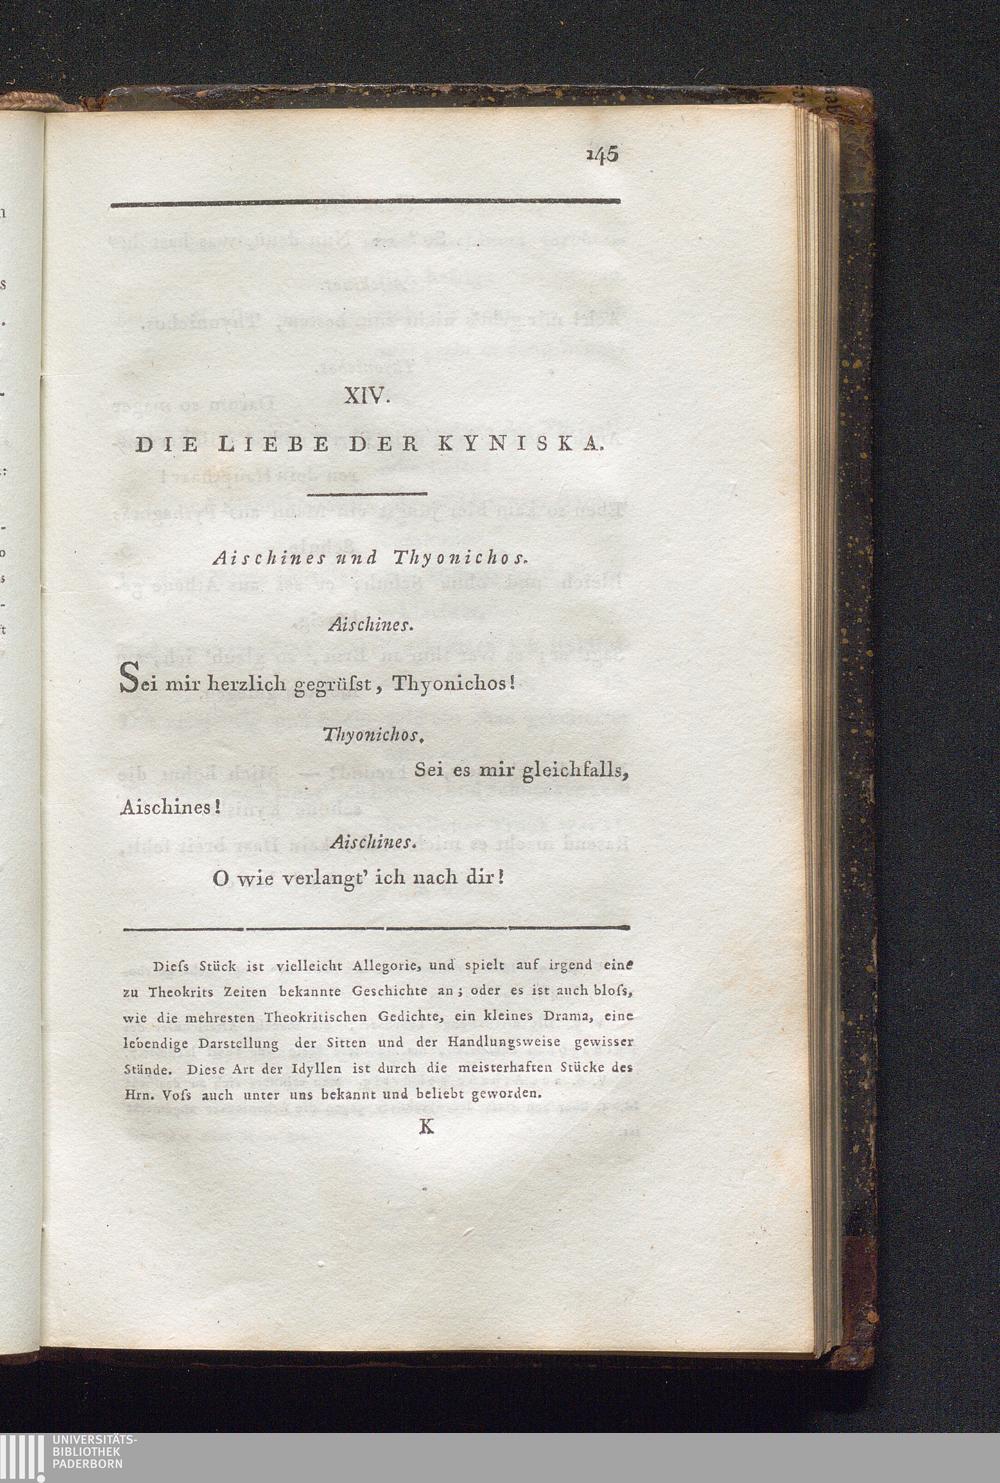 145
XIV.
DIE LIEBE DER KYNISKA.
Aischines und Thyonichos.
Aischines.
Sei mir herzlich gegrüſst, Thyonichos!
Thyonichos.
Sei es mir gleichfalls,
Aischines!
Aischines.
O wie verlangt' ich nach dir!
Dieſs Stück ist vielleicht Allegorie, und spielt auf irgend eine
zu Theokrits Zeiten bekannte Geschichte an; oder es ist auch bloſs,
wie die mehresten Theokritischen Gedichte, ein kleines Drama, eine
lebendige Darstellung der Sitten und der Handlungsweise gewisser
Stände. Diese Art der Idyllen ist durch die meisterhaften Stücke des
Hrn. Voſs auch unter uns bekannt und beliebt geworden.
K
UNIVERSITÄTS-
BIBLIOTHEK
PADERBORN